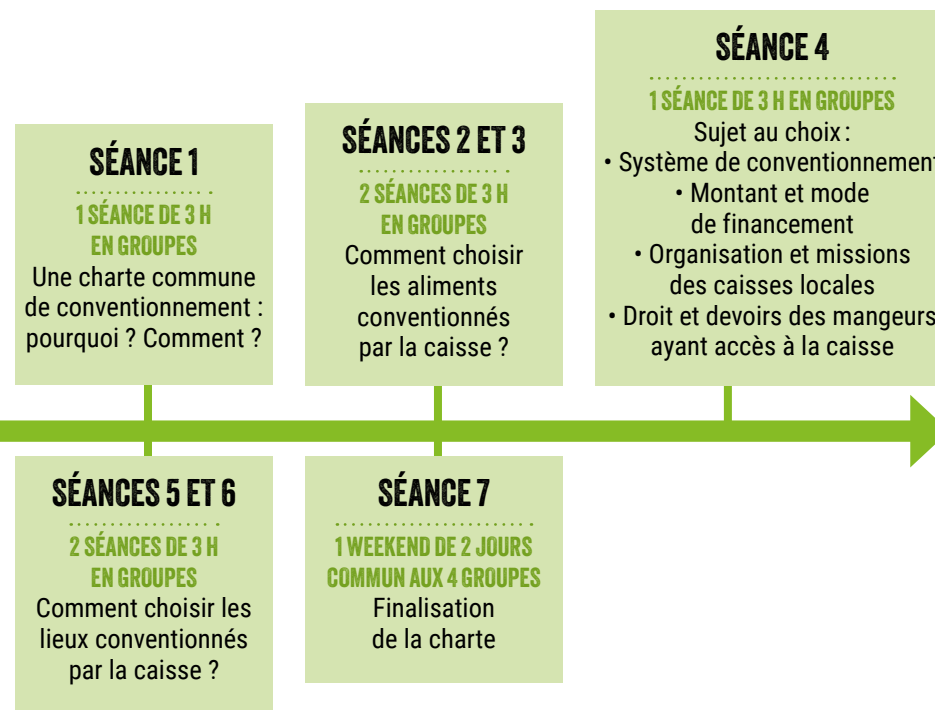 SÉANCE 1
1 SÉANCE DE 3 H
EN GROUPES
Une charte commune
de conventionnement :
pourquoi ? Comment ?
SÉANCES 2 ET 3
2 SÉANCES DE 3 H
EN GROUPES
Comment choisir
les aliments
conventionnés
par la caisse ?
SÉANCE 4
1 SÉANCE DE 3 H EN GROUPES
Sujet au choix :
• Système de conventionnement
• Montant et mode
de financement
• Organisation et missions
des caisses locales
• Droit et devoirs des mangeurs
ayant accès à la caisse
SÉANCES 5 ET 6
2 SÉANCES DE 3 H
EN GROUPES
Comment choisir les
lieux conventionnés
par la caisse ?
SÉANCE 7
1 WEEKEND DE 2 JOURS
COMMUN AUX 4 GROUPES
Finalisation
de la charte